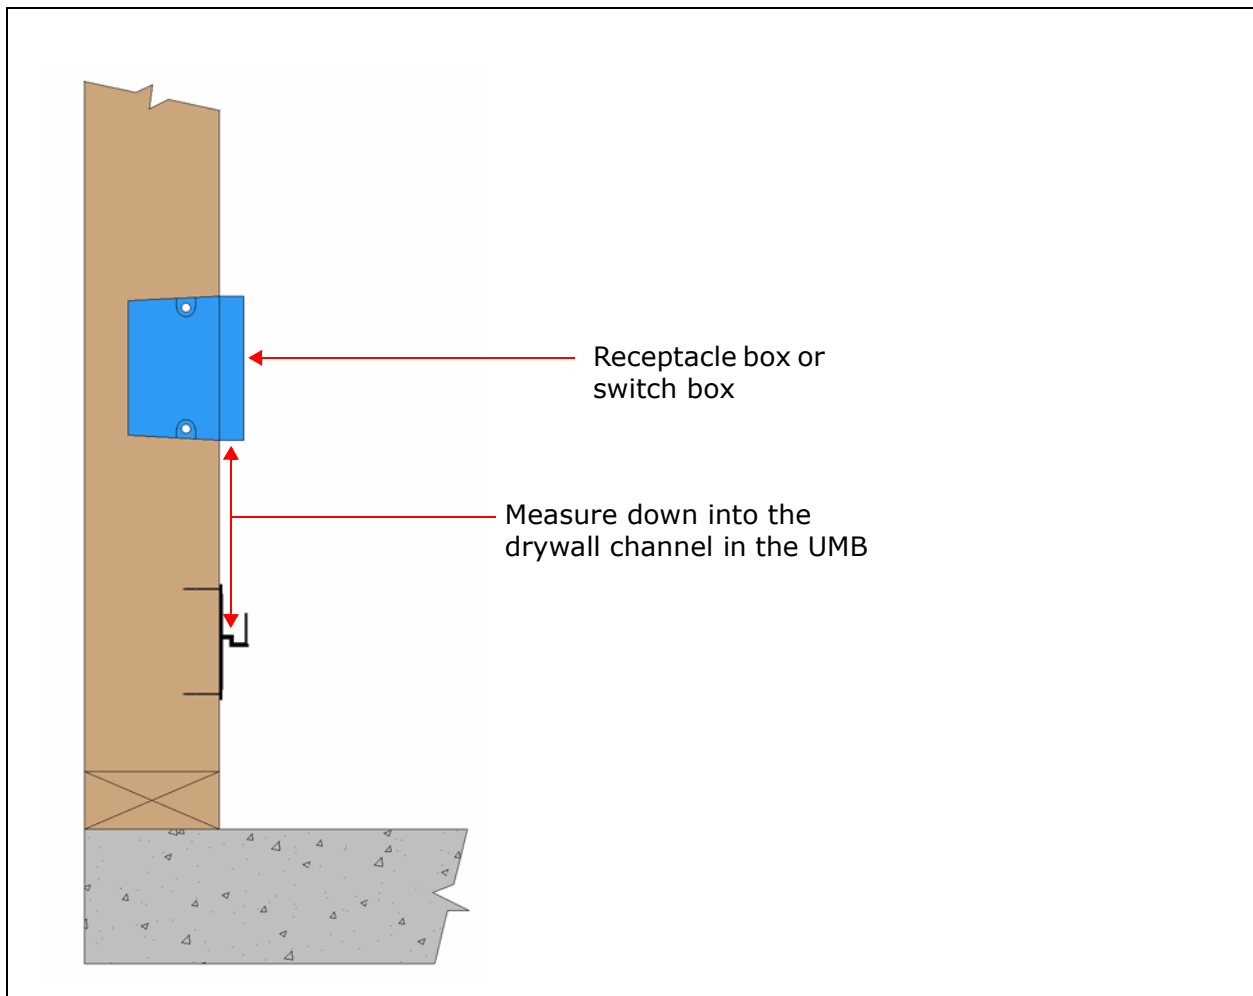 Receptacle box or
switch box
Measure down into the
drywall channel in the UMB